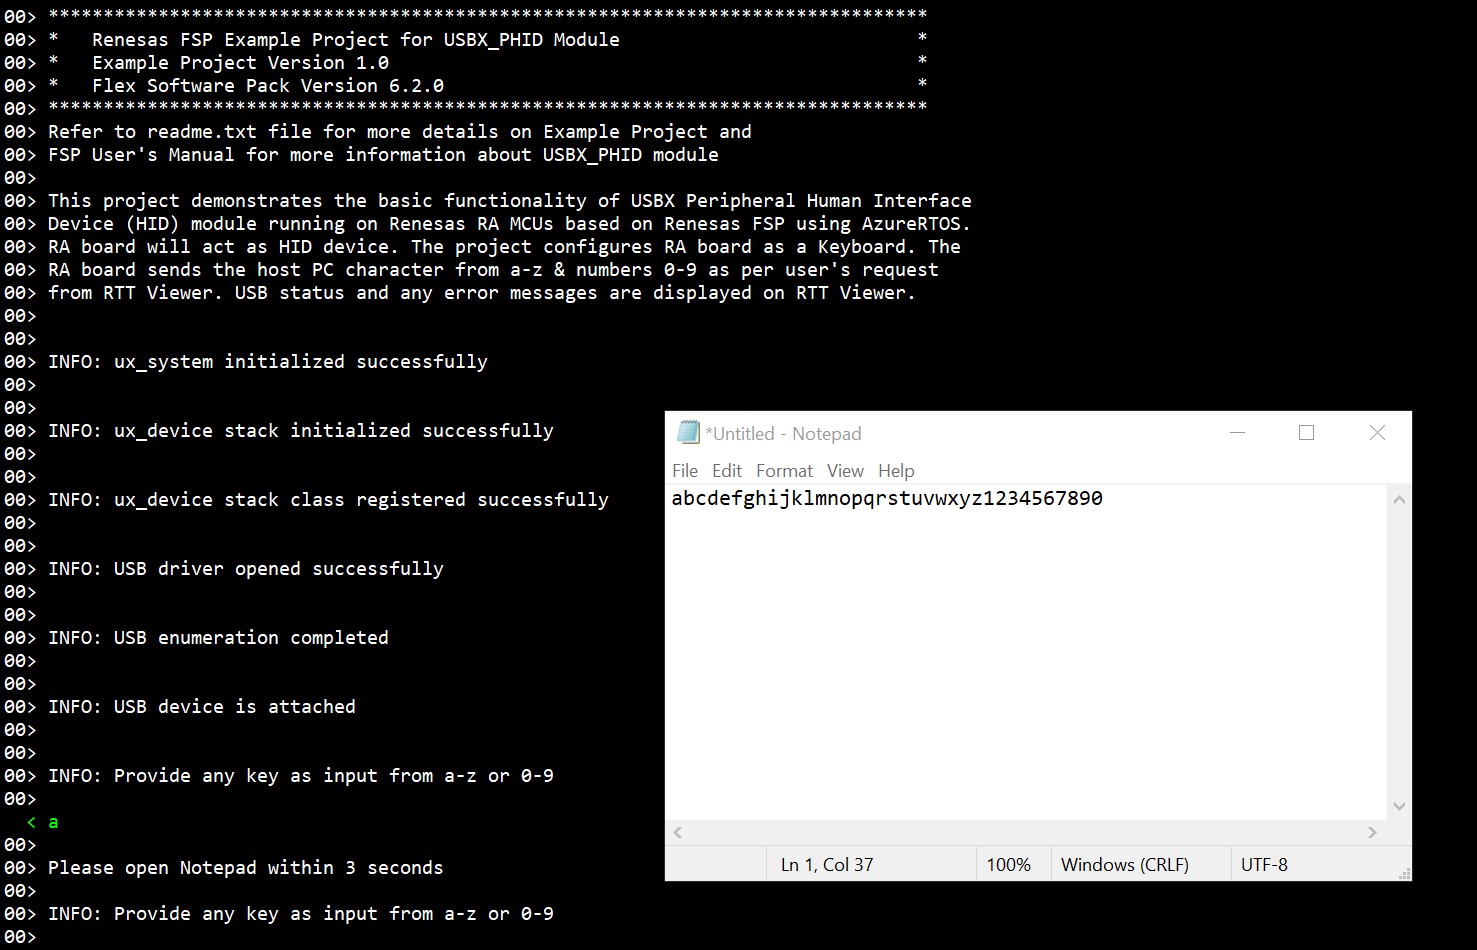 00> ********************************************************************************
00> *   Renesas FSP Example Project for USBX_PHID Module                           *
00> *   Example Project Version 1.0                                                *
00> *   Flex Software Pack Version 6.2.0                                           *
00> ********************************************************************************
00> Refer to readme.txt file for more details on Example Project and
00> FSP User's Manual for more information about USBX_PHID module
00>
00> This project demonstrates the basic functionality of USBX Peripheral Human Interface
00> Device (HID) module running on Renesas RA MCUs based on Renesas FSP using AzureRTOS.
00> RA board will act as HID device. The project configures RA board as a Keyboard. The
00> RA board sends the host PC character from a-z & numbers 0-9 as per user's request
00> from RTT Viewer. USB status and any error messages are displayed on RTT Viewer.
00>
00>
00> INFO: ux_system initialized successfully
00>
00>
00> INFO: ux_device stack initialized successfully
00>
00>
00> INFO: ux_device stack class registered successfully
00>
00>
00> INFO: USB driver opened successfully
00>
00>
00> INFO: USB enumeration completed
00>
00>
00> INFO: USB device is attached
00>
00>
00> INFO: Provide any key as input from a-z or 0-9
00>
< a
00>
00> Please open Notepad within 3 seconds
00>
00> INFO: Provide any key as input from a-z or 0-9
00>
*Untitled - Notepad
File Edit Format View Help
abcdefghijklmnopqrstuvwxyz1234567890
Ln 1, Col 37 100% Windows (CRLF) UTF-8